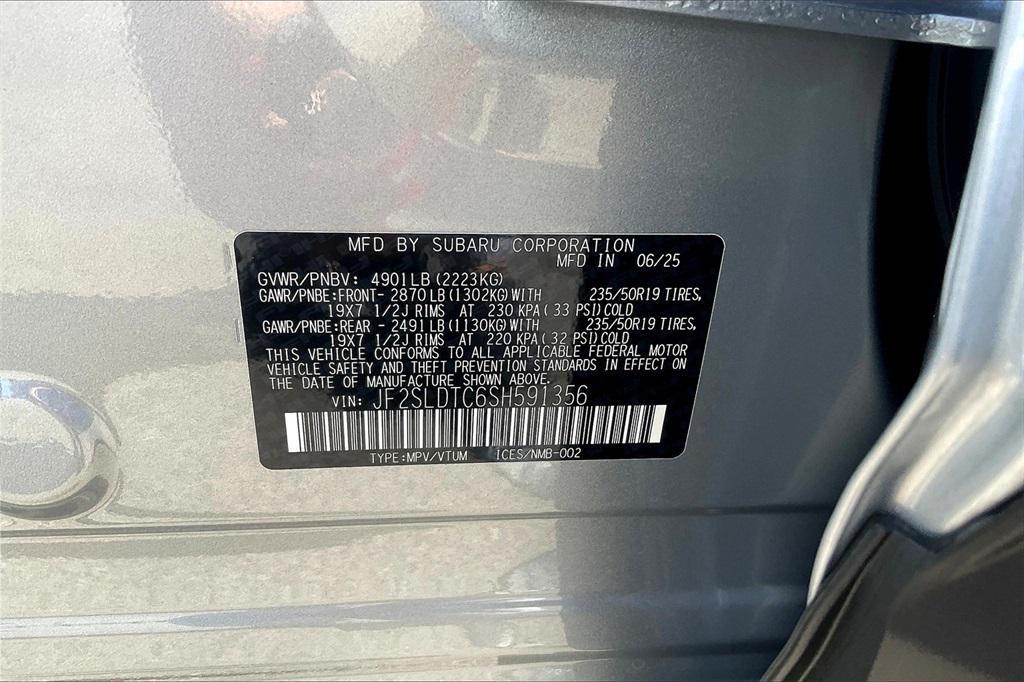 MFD BY SUBARU CORPORATION
MFD IN 06/25
GVWR/PNBV: 4901LB (2223KG)
GAWR/PNBE:FRONT- 2870 LB (1302KG) WITH 235/50R19 TIRES,
19X7 1/2J RIMS AT 230 KPA( 33 PSI) COLD
GAWR/PNBE:REAR - 2491 LB (1130KG) WITH 235/50R19 TIRES,
19X7 1/2J RIMS AT 220 KPA( 32 PSI) COLD
THIS VEHICLE CONFORMS TO ALL APPLICABLE FEDERAL MOTOR
VEHICLE SAFETY AND THEFT PREVENTION STANDARDS IN EFFECT ON
THE DATE OF MANUFACTURE SHOWN ABOVE.
VIN: JF2SLDTC6SH591356
TYPE:MPV/VTUM ICES/NMB-002